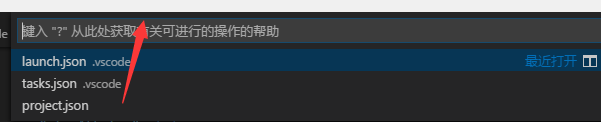 键入 "?" 从此处获取有关可进行的操作的帮助
launch.json .vscode 最近打开
tasks.json .vscode
project.json